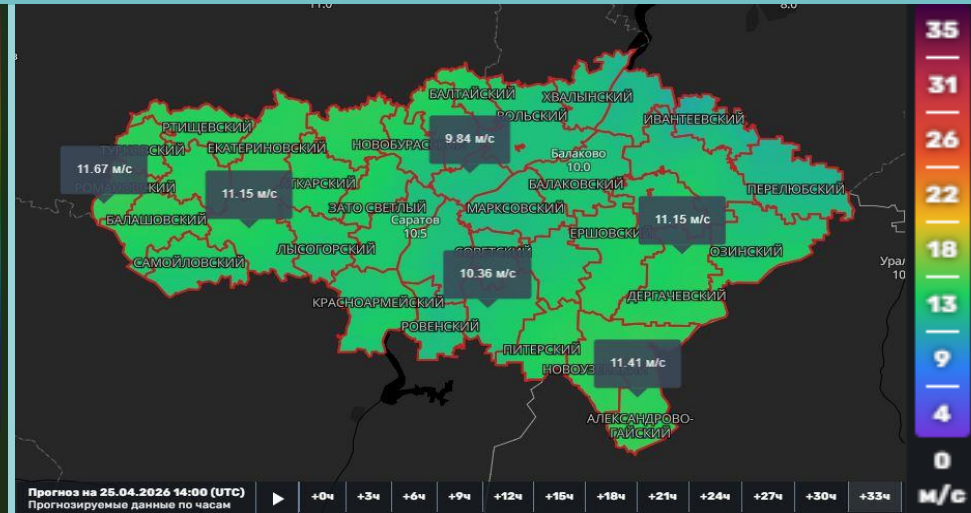 11.0
8.0
35
31
26
22
18
13
9
4
0
м/с
БАЛТАЙСКИЙ
ХВАЛЫНСКИЙ
ВОЛЬСКИЙ
ИВАНТЕЕВСКИЙ
РТИЩЕВСКИЙ
ЕКАТЕРИНОВСКИЙ
9.84 м/с
Балаково
10.0
11.67 м/с
11.15 м/с
АТКАРСКИЙ
БАЛАКОВСКИЙ
ПЕРЕЛЮБСКИЙ
БАЛАШОВСКИЙ
ЗАТО СВЕТЛЫЙ
Саратов
10.5
МАРКСОВСКИЙ
11.15 м/с
ЕРШОВСКИЙ
ЛЫСОГОРСКИЙ
ОЗИНСКИЙ
САМОЙЛОВСКИЙ
10.36 м/с
Урал
10
КРАСНОАРМЕЙСКИЙ
ДЕРГАЧЕВСКИЙ
РОВЕНСКИЙ
ПИТЕРСКИЙ
11.41 м/с
АЛЕКСАНДРОВО-
ГАЙСКИЙ
Прогноз на 25.04.2026 14:00 (UTC)
Прогнозируемые данные по часам
+0ч +3ч +6ч +9ч +12ч +15ч +18ч +21ч +24ч +27ч +30ч +33ч